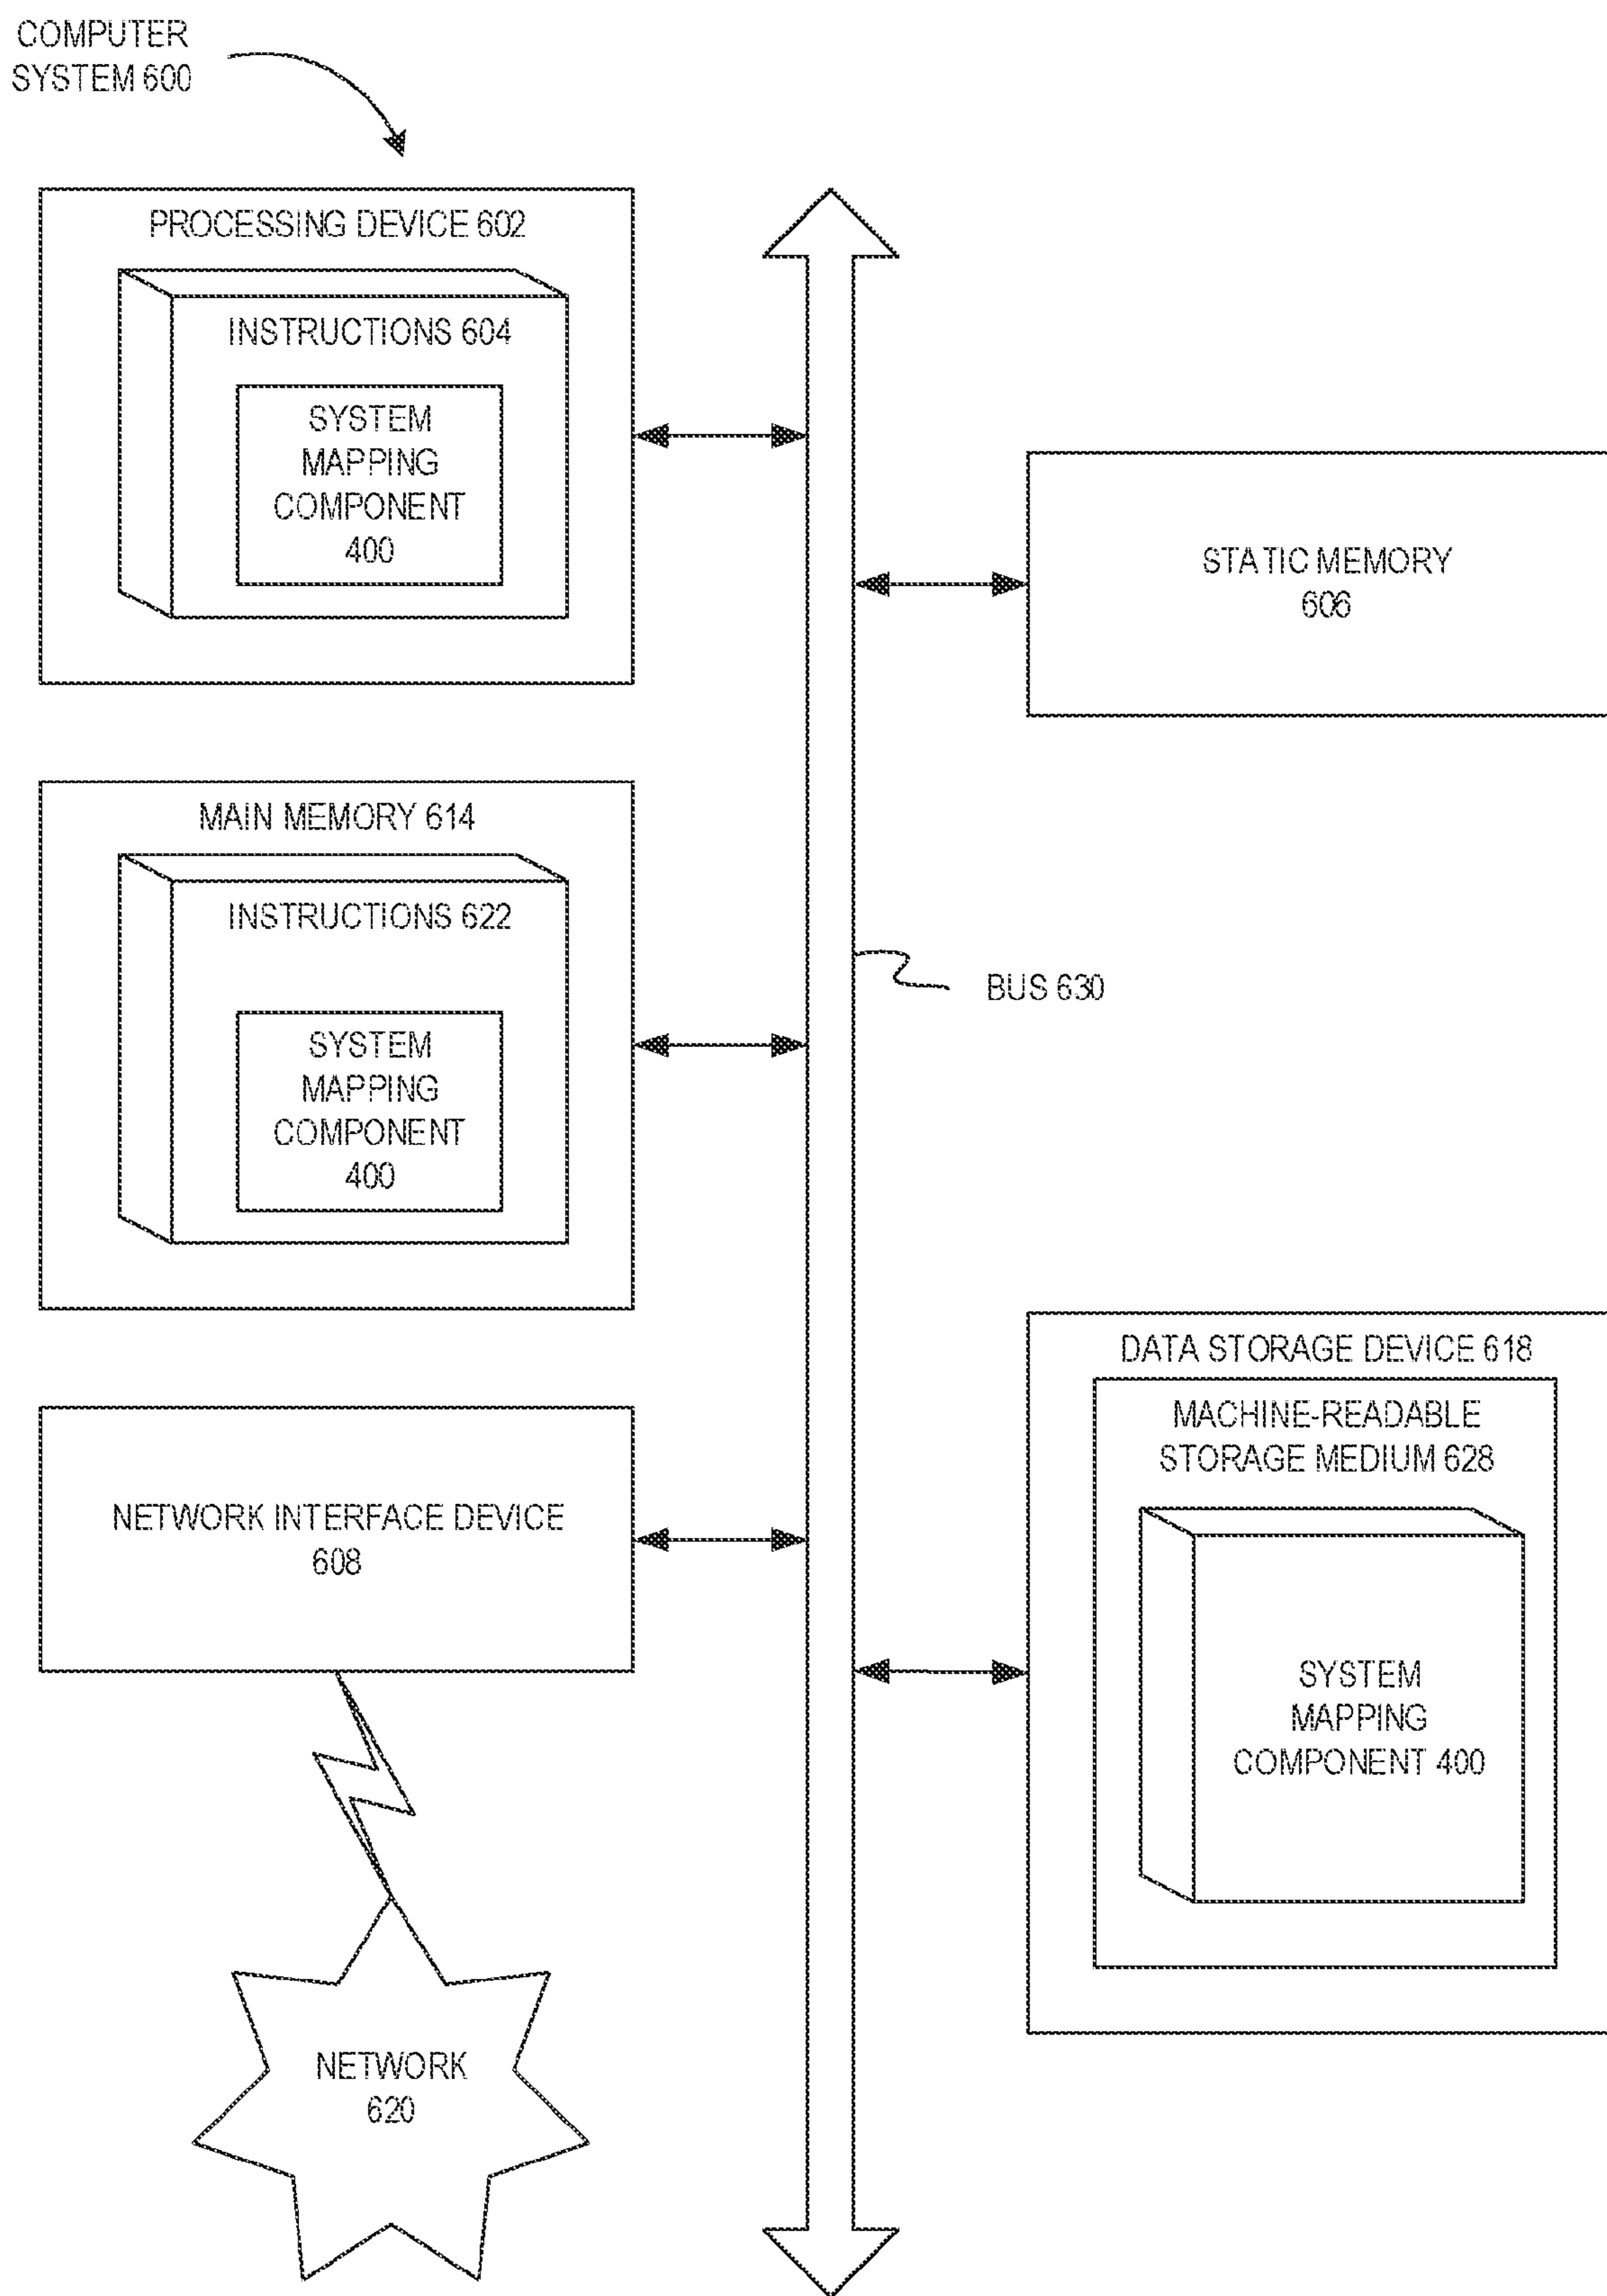 COMPUTER
SYSTEM 600
PROCESSING DEVICE 602
INSTRUCTIONS 604
SYSTEM
MAPPING
COMPONENT
400
STATIC MEMORY
606
MAIN MEMORY 614
INSTRUCTIONS 622
SYSTEM
MAPPING
COMPONENT
400
BUS 630
DATA STORAGE DEVICE 618
MACHINE-READABLE
STORAGE MEDIUM 628
SYSTEM
MAPPING
COMPONENT 400
NETWORK INTERFACE DEVICE
608
NETWORK
620